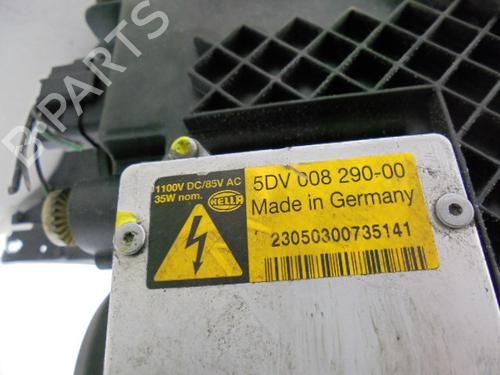 B-PARTS
1100V DC/85V AC
35W nom.
HELLA
5DV 008 290-00
Made in Germany
23050300735141